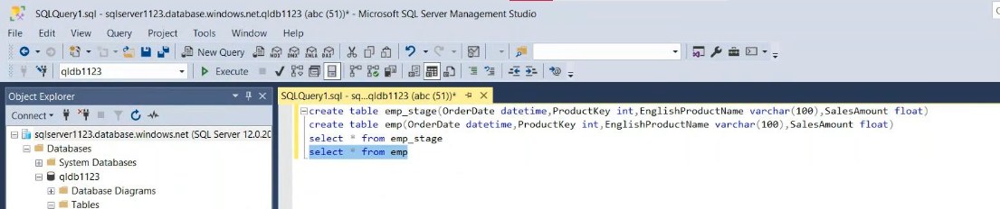 SQLQuery1.sql - sqlserver1123.database.windows.net.qldb1123 (abc (51))* - Microsoft SQL Server Management Studio
File Edit View Query Project Tools Window Help
New Query MDX DMX XMLA DAX
qldb1123 Execute
Object Explorer
SQLQuery1.sql - sq...qldb1123 (abc (51))*
Connect
create table emp_stage(OrderDate datetime,ProductKey int,EnglishProductName varchar(100),SalesAmount float)
create table emp(OrderDate datetime,ProductKey int,EnglishProductName varchar(100),SalesAmount float)
select * from emp_stage
select * from emp
sqlserver1123.database.windows.net (SQL Server 12.0.20
Databases
System Databases
qldb1123
Database Diagrams
Tables